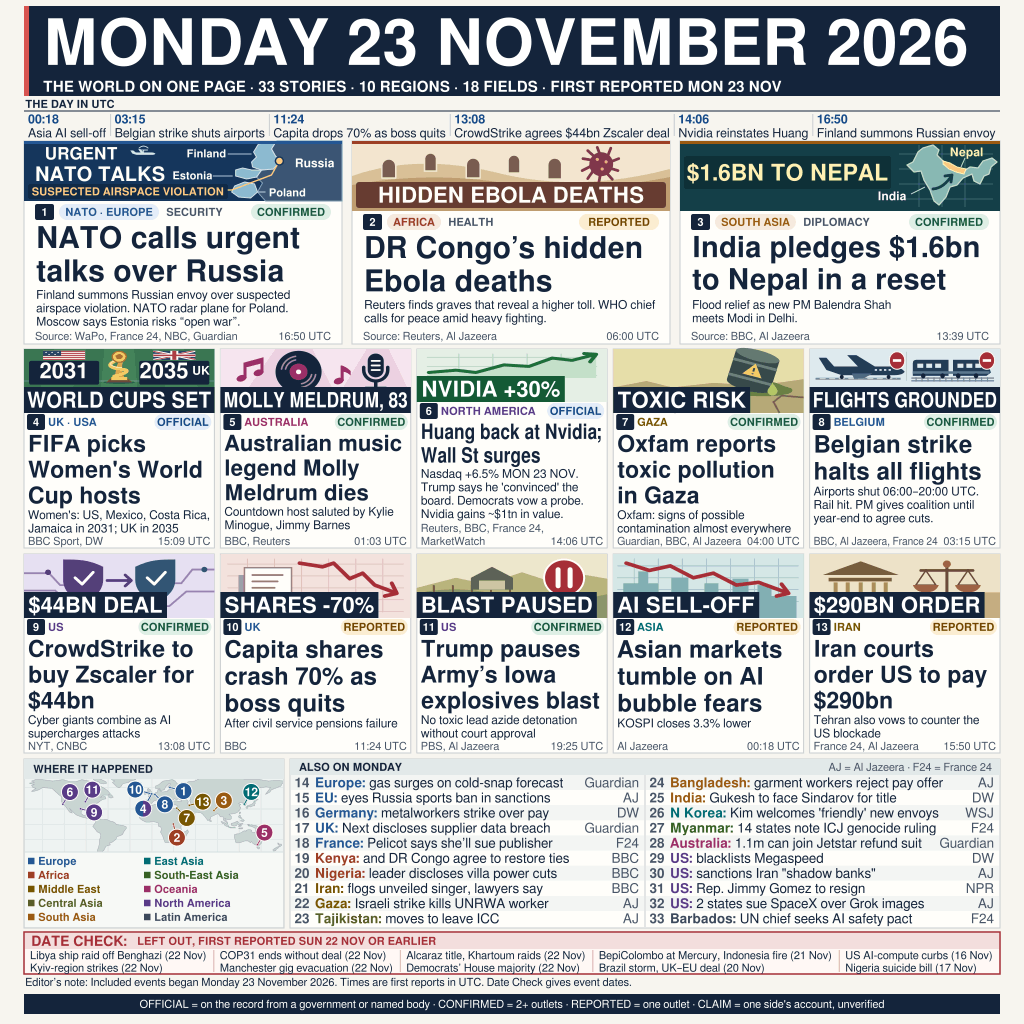 MONDAY 23 NOVEMBER 2026
THE WORLD ON ONE PAGE · 33 STORIES · 10 REGIONS · 18 FIELDS · FIRST REPORTED MON 23 NOV
THE DAY IN UTC
00:18
Asia AI sell-off
03:15
Belgian strike shuts airports
11:24
Capita drops 70% as boss quits
13:08
CrowdStrike agrees $44bn Zscaler deal
14:06
Nvidia reinstates Huang
16:50
Finland summons Russian envoy
URGENT
NATO TALKS
SUSPECTED AIRSPACE VIOLATION
Finland
Estonia
Russia
Poland
1 NATO · EUROPE SECURITY CONFIRMED
NATO calls urgent
talks over Russia
Finland summons Russian envoy over suspected
airspace violation. NATO radar plane for Poland.
Moscow says Estonia risks “open war”.
Source: WaPo, France 24, NBC, Guardian 16:50 UTC
HIDDEN EBOLA DEATHS
2 AFRICA HEALTH REPORTED
DR Congo’s hidden
Ebola deaths
Reuters finds graves that reveal a higher toll. WHO chief
calls for peace amid heavy fighting.
Source: Reuters, Al Jazeera 06:00 UTC
$1.6BN TO NEPAL
Nepal
India
3 SOUTH ASIA DIPLOMACY CONFIRMED
India pledges $1.6bn
to Nepal in a reset
Flood relief as new PM Balendra Shah
meets Modi in Delhi.
Source: BBC, Al Jazeera 13:39 UTC
2031 2035 UK
WORLD CUPS SET
4 UK · USA OFFICIAL
FIFA picks
Women's World
Cup hosts
Women's: US, Mexico, Costa Rica,
Jamaica in 2031; UK in 2035
BBC Sport, DW 15:09 UTC
MOLLY MELDRUM, 83
5 AUSTRALIA CONFIRMED
Australian music
legend Molly
Meldrum dies
Countdown host saluted by Kylie
Minogue, Jimmy Barnes
BBC, Reuters 01:03 UTC
NVIDIA +30%
6 NORTH AMERICA OFFICIAL
Huang back at Nvidia;
Wall St surges
Nasdaq +6.5% MON 23 NOV.
Trump says he 'convinced' the
board. Democrats vow a probe.
Nvidia gains ~$1tn in value.
Reuters, BBC, France 24,
MarketWatch 14:06 UTC
TOXIC RISK
7 GAZA CONFIRMED
Oxfam reports
toxic pollution
in Gaza
Oxfam: signs of possible
contamination almost everywhere
Guardian, BBC, Al Jazeera 04:00 UTC
FLIGHTS GROUNDED
8 BELGIUM CONFIRMED
Belgian strike
halts all flights
Airports shut 06:00–20:00 UTC.
Rail hit. PM gives coalition until
year-end to agree cuts.
BBC, Al Jazeera, France 24 03:15 UTC
$44BN DEAL
9 US CONFIRMED
CrowdStrike to
buy Zscaler for
$44bn
Cyber giants combine as AI
supercharges attacks
NYT, CNBC 13:08 UTC
SHARES -70%
10 UK REPORTED
Capita shares
crash 70% as
boss quits
After civil service pensions failure
BBC 11:24 UTC
BLAST PAUSED
11 US CONFIRMED
Trump pauses
Army’s Iowa
explosives blast
No toxic lead azide detonation
without court approval
PBS, Al Jazeera 19:25 UTC
AI SELL-OFF
12 ASIA REPORTED
Asian markets
tumble on AI
bubble fears
KOSPI closes 3.3% lower
Al Jazeera 00:18 UTC
$290BN ORDER
13 IRAN REPORTED
Iran courts
order US to pay
$290bn
Tehran also vows to counter the
US blockade
France 24, Al Jazeera 15:50 UTC
WHERE IT HAPPENED
6 11 9 10 4 8 1 7 13 3 12 2 5
Europe
Africa
Middle East
Central Asia
South Asia
East Asia
South-East Asia
Oceania
North America
Latin America
ALSO ON MONDAY AJ = Al Jazeera · F24 = France 24
14 Europe: gas surges on cold-snap forecast Guardian
15 EU: eyes Russia sports ban in sanctions AJ
16 Germany: metalworkers strike over pay DW
17 UK: Next discloses supplier data breach Guardian
18 France: Pelicot says she’ll sue publisher F24
19 Kenya: and DR Congo agree to restore ties BBC
20 Nigeria: leader discloses villa power cuts BBC
21 Iran: flogs unveiled singer, lawyers say BBC
22 Gaza: Israeli strike kills UNRWA worker AJ
23 Tajikistan: moves to leave ICC AJ
24 Bangladesh: garment workers reject pay offer AJ
25 India: Gukesh to face Sindarov for title DW
26 N Korea: Kim welcomes 'friendly' new envoys WSJ
27 Myanmar: 14 states note ICJ genocide ruling F24
28 Australia: 1.1m can join Jetstar refund suit Guardian
29 US: blacklists Megaspeed DW
30 US: sanctions Iran "shadow banks" AJ
31 US: Rep. Jimmy Gomez to resign NPR
32 US: 2 states sue SpaceX over Grok images AJ
33 Barbados: UN chief seeks AI safety pact F24
DATE CHECK: LEFT OUT, FIRST REPORTED SUN 22 NOV OR EARLIER
Libya ship raid off Benghazi (22 Nov)
Kyiv-region strikes (22 Nov)
COP31 ends without deal (22 Nov)
Manchester gig evacuation (22 Nov)
Alcaraz title, Khartoum raids (22 Nov)
Democrats’ House majority (22 Nov)
BepiColombo at Mercury, Indonesia fire (21 Nov)
Brazil storm, UK–EU deal (20 Nov)
US AI-compute curbs (16 Nov)
Nigeria suicide bill (17 Nov)
Editor’s note: Included events began Monday 23 November 2026. Times are first reports in UTC. Date Check gives event dates.
OFFICIAL = on the record from a government or named body · CONFIRMED = 2+ outlets · REPORTED = one outlet · CLAIM = one side's account, unverified